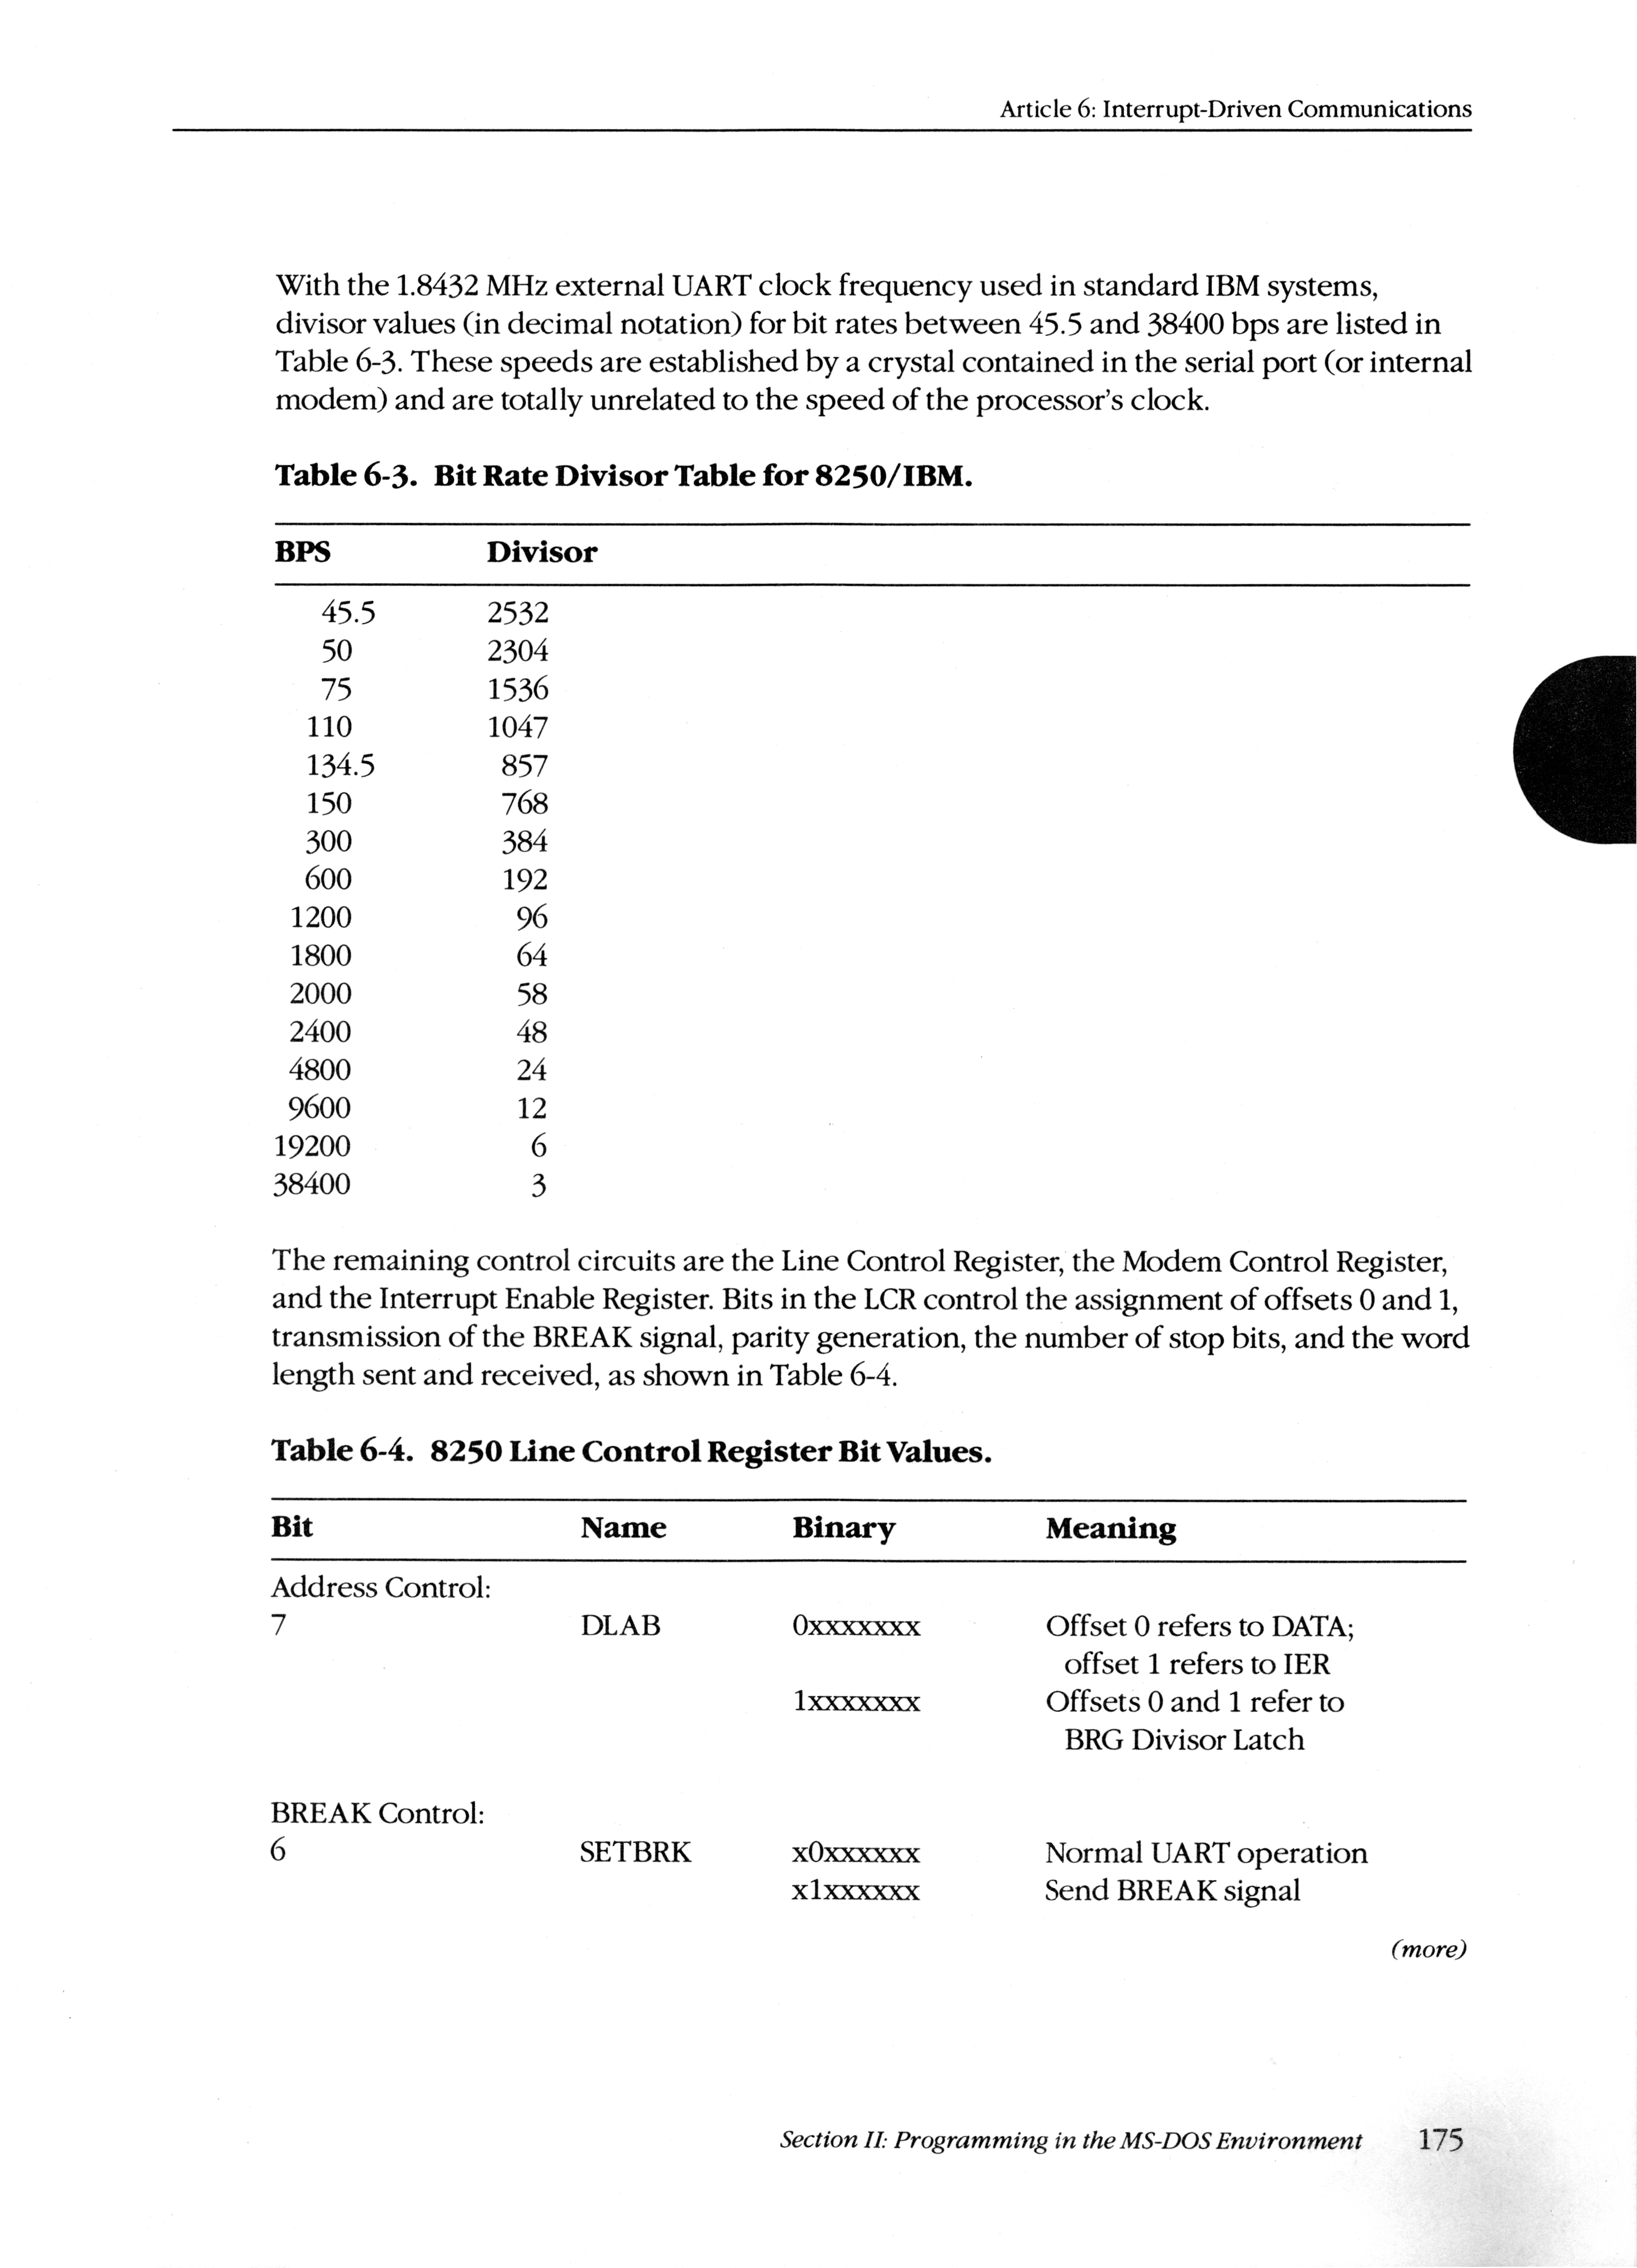 Article 6: Interrupt-Driven Communications
With the 1.8432 MHz external UART clock frequency used in standard IBM systems,
divisor values (in decimal notation) for bit rates between 45.5 and 38400 bps are listed in
Table 6-3. These speeds are established by a crystal contained in the serial port (or internal
modem) and are totally unrelated to the speed of the processor's clock.
Table 6-3. Bit Rate Divisor Table for 8250/IBM.
BPS Divisor
45.5 2532
50 2304
75 1536
110 1047
134.5 857
150 768
300 384
600 192
1200 96
1800 64
2000 58
2400 48
4800 24
9600 12
19200 6
38400 3
The remaining control circuits are the Line Control Register, the Modem Control Register,
and the Interrupt Enable Register. Bits in the LCR control the assignment of offsets 0 and 1,
transmission of the BREAK signal, parity generation, the number of stop bits, and the word
length sent and received, as shown in Table 6-4.
Table 6-4. 8250 Line Control Register Bit Values.
Bit Name Binary Meaning
Address Control:
7 DLAB 0xxxxxxx Offset 0 refers to DATA;
offset 1 refers to IER
1xxxxxxx Offsets 0 and 1 refer to
BRG Divisor Latch
BREAK Control:
6 SETBRK x0xxxxxx Normal UART operation
x1xxxxxx Send BREAK signal
(more)
Section II: Programming in the MS-DOS Environment 175